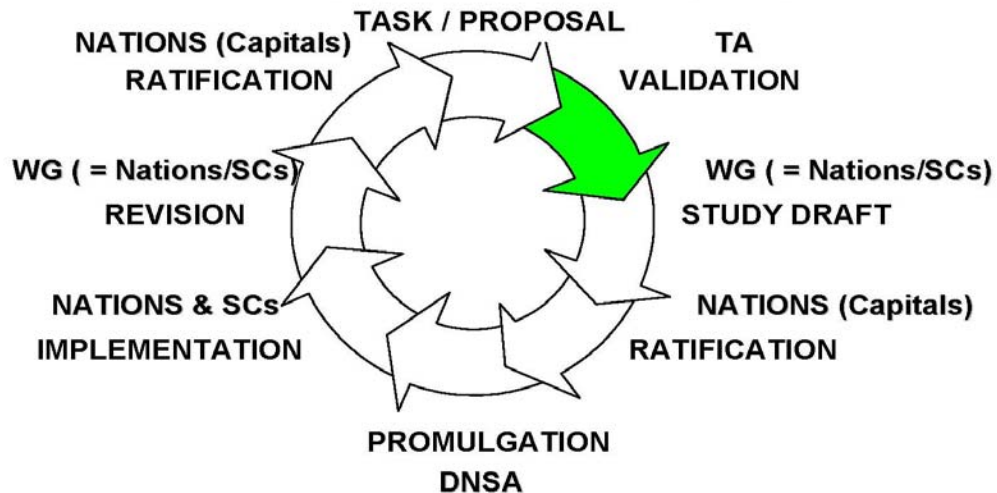 TASK / PROPOSAL
TA
VALIDATION
WG ( = Nations/SCs)
STUDY DRAFT
NATIONS (Capitals)
RATIFICATION
PROMULGATION
DNSA
NATIONS & SCs
IMPLEMENTATION
WG ( = Nations/SCs)
REVISION
NATIONS (Capitals)
RATIFICATION